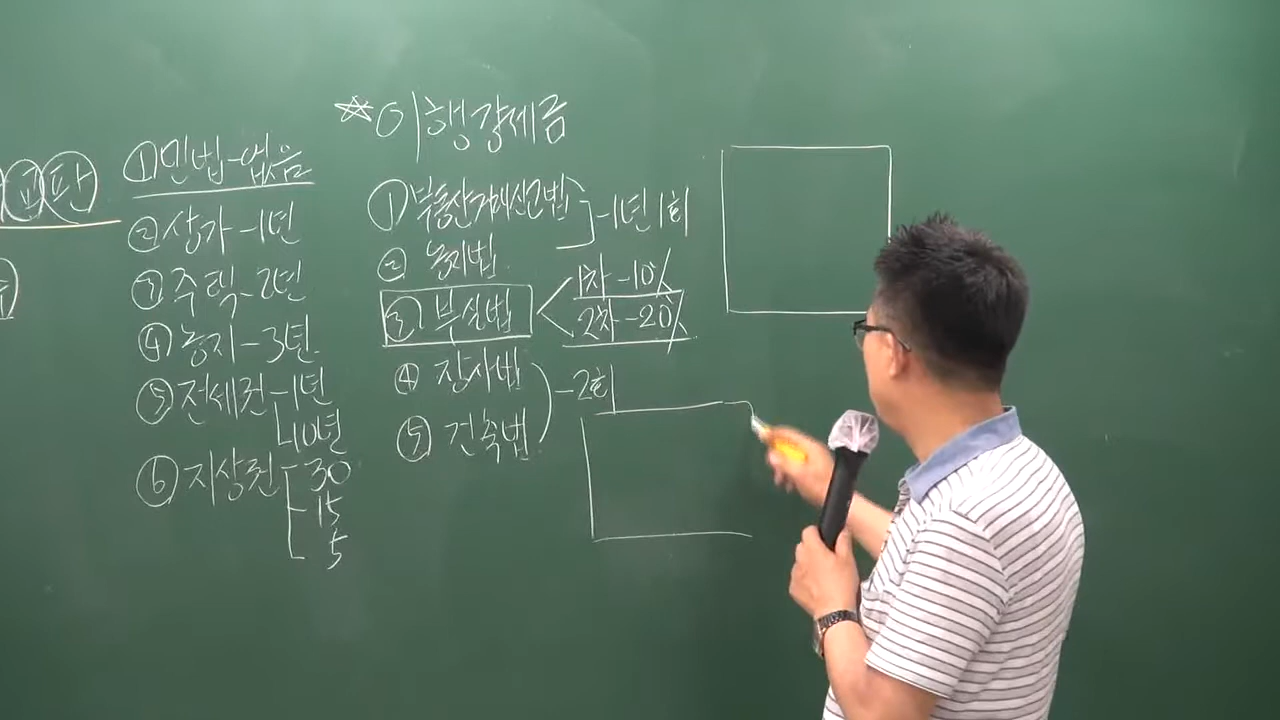 교판
①민법-없음
②상가-1년
③주택-2년
④농지-3년
⑤전세권-1년
10년
⑥지상권-30
-15
5
☆이행강제금
①부동산거래신고법
②농지법
-1년1회
③부실법
1차-10%
2차-20%
④장사법
⑤건축법
-2회